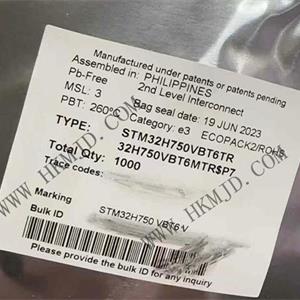 Manufactured under patents or patents pending
Assembled in: PHILIPPINES
Pb-Free 2nd Level Interconnect
MSL: 3 Bag seal date: 19 JUN 2023
PBT: 260°C Category: e3 ECOPACK2/ROHS
TYPE: STM32H750VBT6TR
32H750VBT6MTR$P7
Total Qty: 1000
Trace codes:
Marking STM32H750 VBT6 V
Bulk ID
Bulk ID
Please provide the bulk ID for any inquiry
WWW.HKMJD.COM